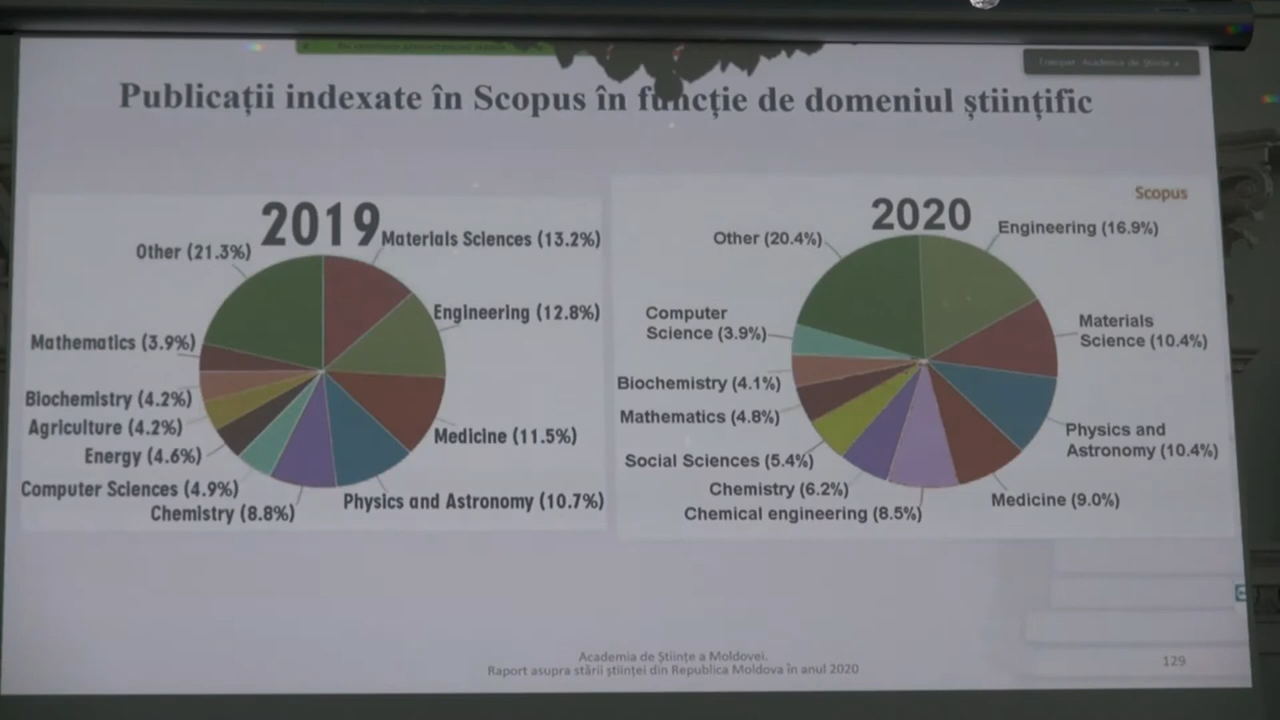 Publicații indexate în Scopus în funcție de domeniul științific
2019
Other (21.3%)
Materials Sciences (13.2%)
Engineering (12.8%)
Mathematics (3.9%)
Biochemistry (4.2%)
Agriculture (4.2%)
Medicine (11.5%)
Energy (4.6%)
Computer Sciences (4.9%)
Physics and Astronomy (10.7%)
Chemistry (8.8%)
Scopus
2020
Engineering (16.9%)
Other (20.4%)
Computer
Science (3.9%)
Materials
Science (10.4%)
Biochemistry (4.1%)
Mathematics (4.8%)
Physics and
Astronomy (10.4%)
Social Sciences (5.4%)
Chemistry (6.2%)
Medicine (9.0%)
Chemical engineering (8.5%)
Academia de Științe a Moldovei.
Raport asupra stării științei din Republica Moldova în anul 2020
129